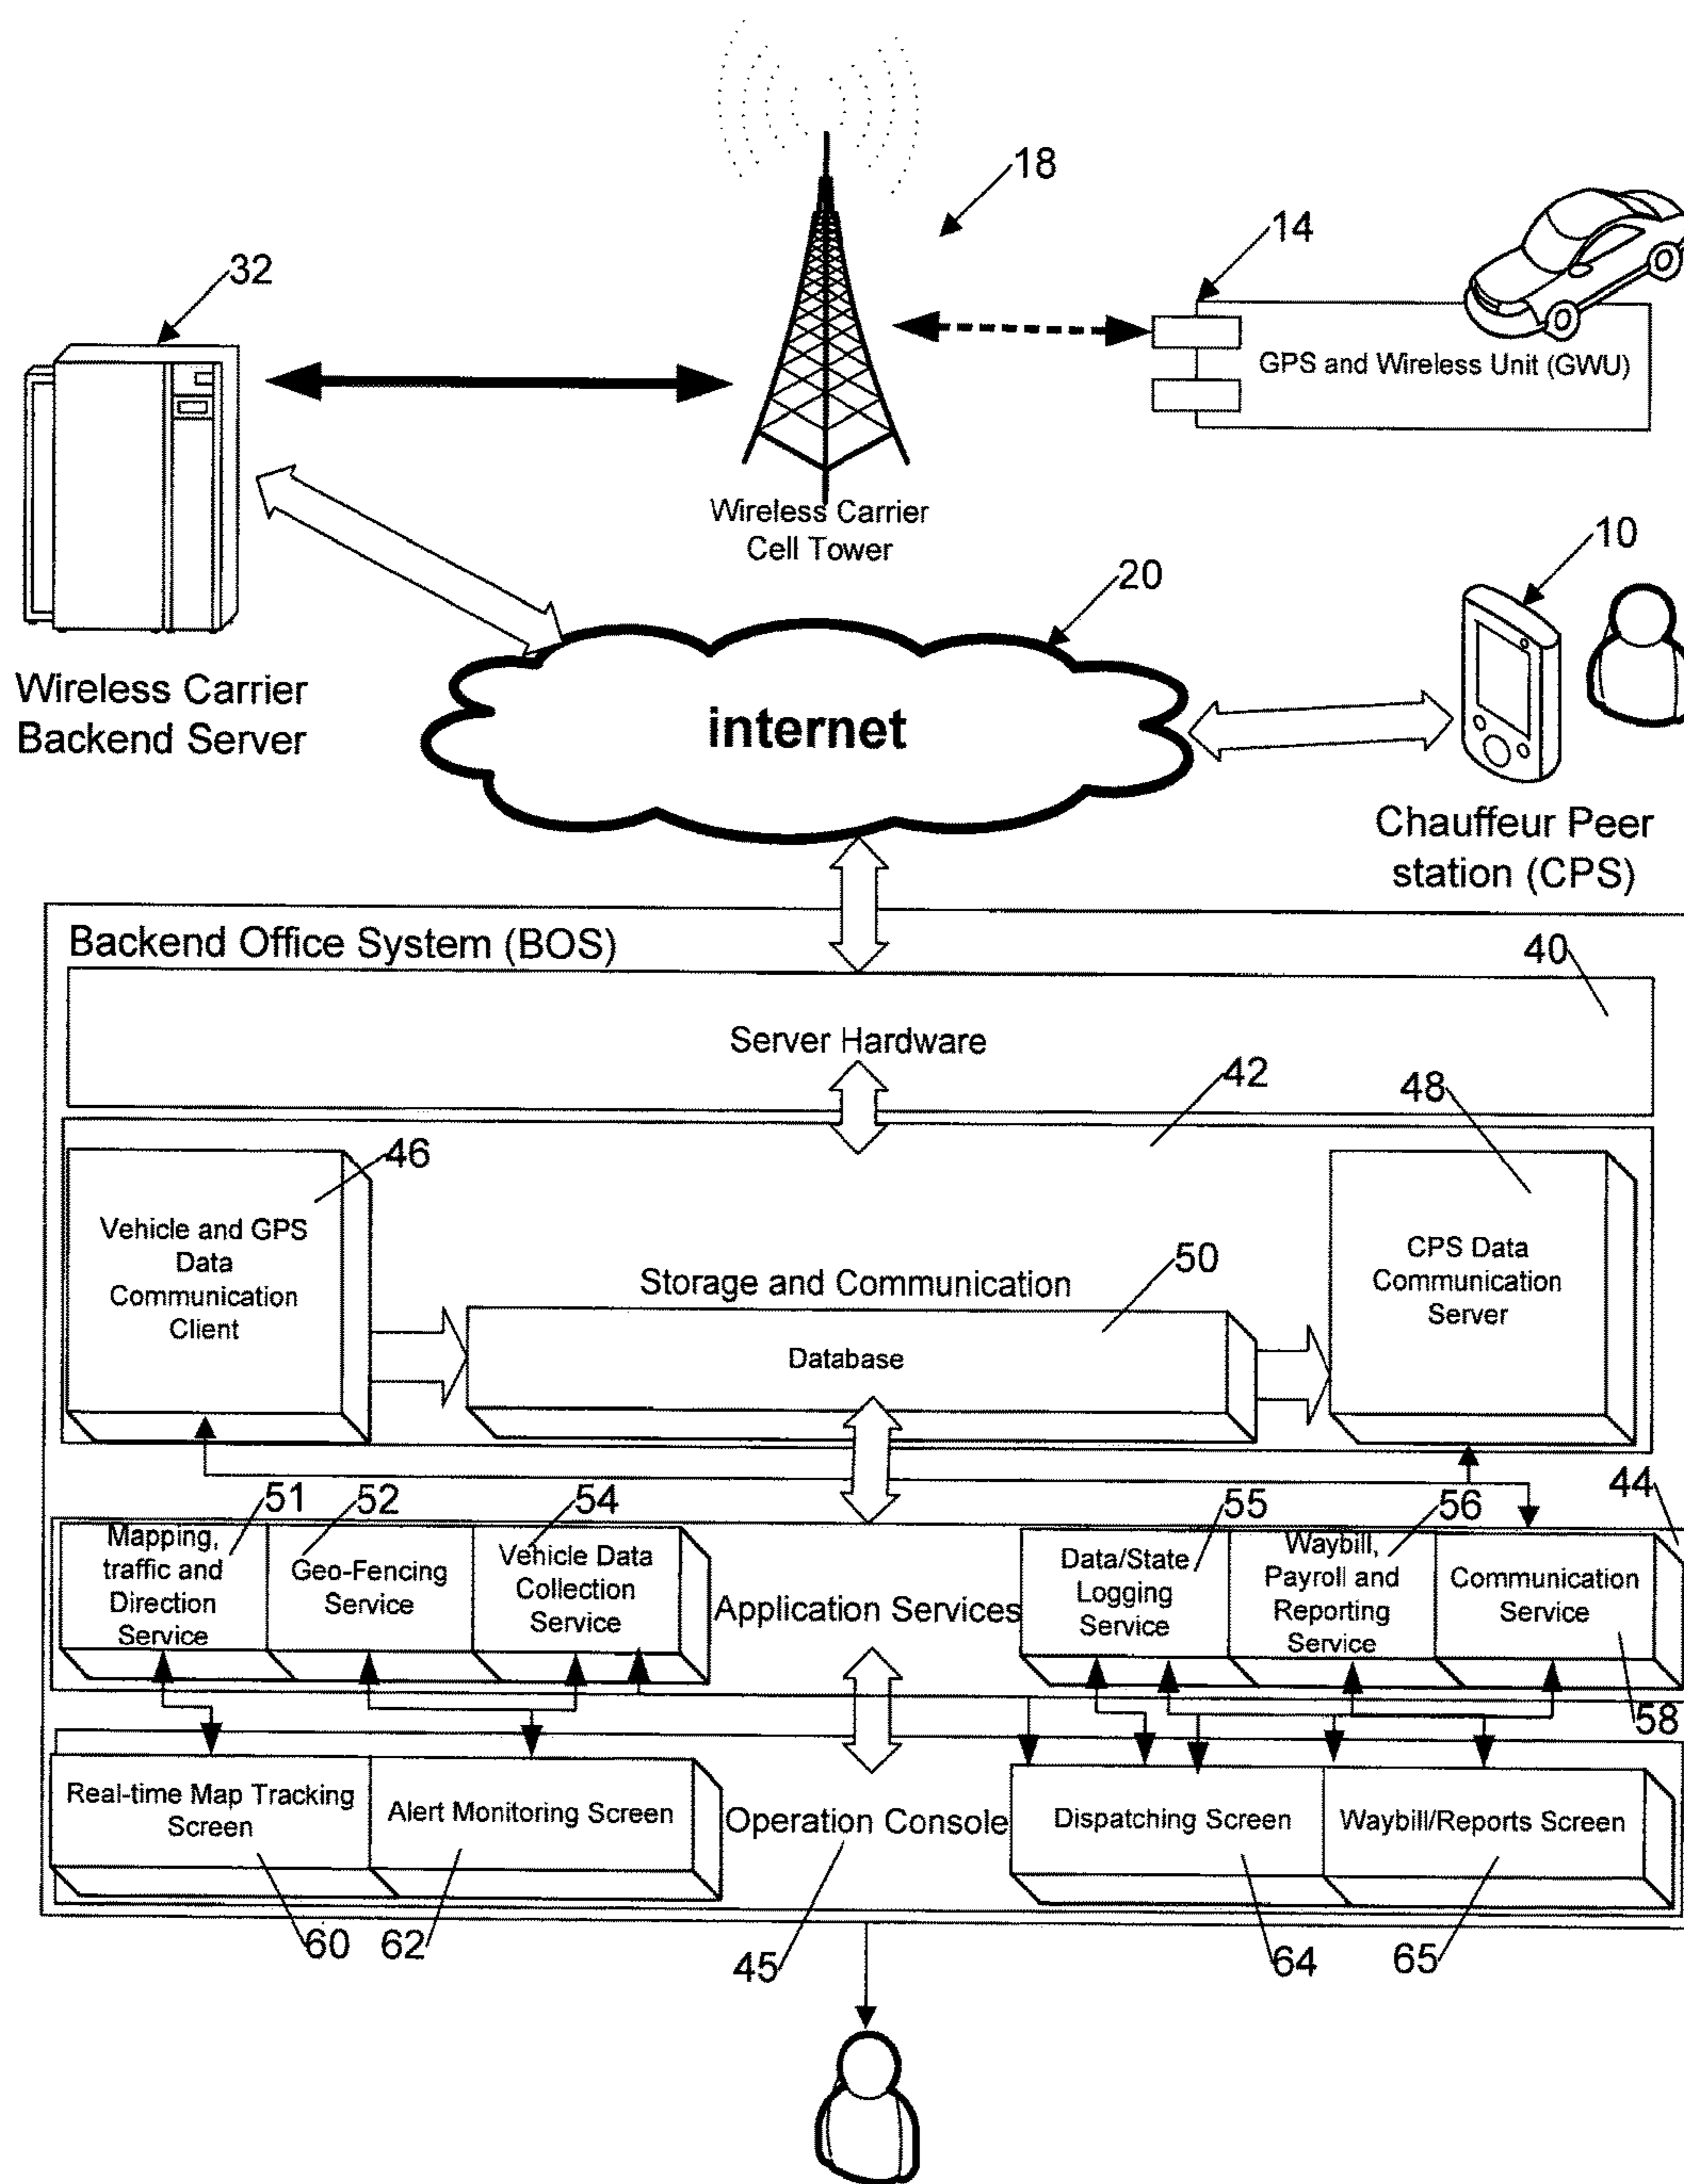 18
14
32
GPS and Wireless Unit (GWU)
Wireless Carrier
Cell Tower
10
20
Wireless Carrier
Backend Server
internet
Chauffeur Peer
station (CPS)
Backend Office System (BOS)
40
Server Hardware
42
48
46
Vehicle and GPS
Data
Communication
Client
50
Storage and Communication
Database
CPS Data
Communication
Server
51
52
54
55
56
44
Mapping,
traffic and
Direction
Service
Geo-Fencing
Service
Vehicle Data
Collection
Service
Application Services
Data/State
Logging
Service
Waybill,
Payroll and
Reporting
Service
Communication
Service
58
Real-time Map Tracking
Screen
Alert Monitoring Screen
Operation Console
Dispatching Screen
Waybill/Reports Screen
60
62
45
64
65